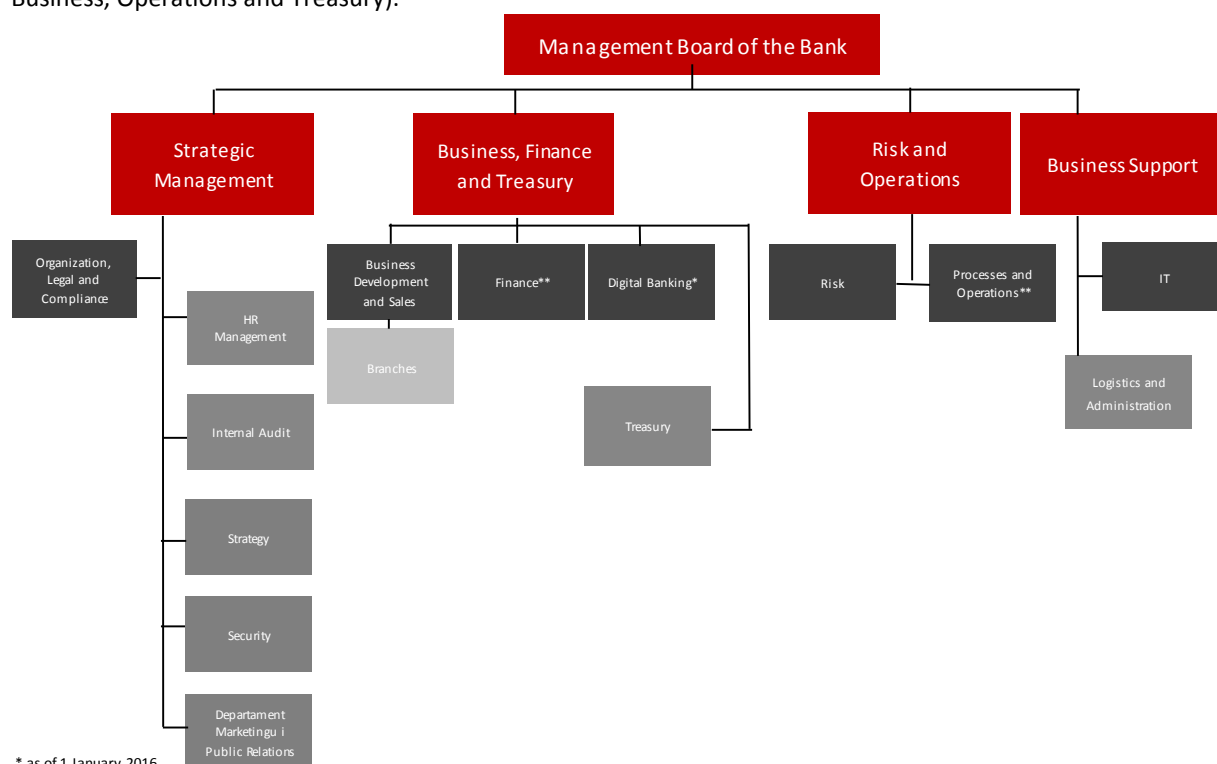 Business, Operations and Treasury).
Management Board of the Bank
Strategic
Management
Business, Finance
and Treasury
Risk and
Operations
Business Support
Organization,
Legal and
Compliance
HR
Management
Internal Audit
Strategy
Security
Departament
Marketingu i
Public Relations
Business
Development
and Sales
Branches
Finance**
Digital Banking*
Treasury
Risk
Processes and
Operations**
IT
Logistics and
Administration
* as of 1 January 2016